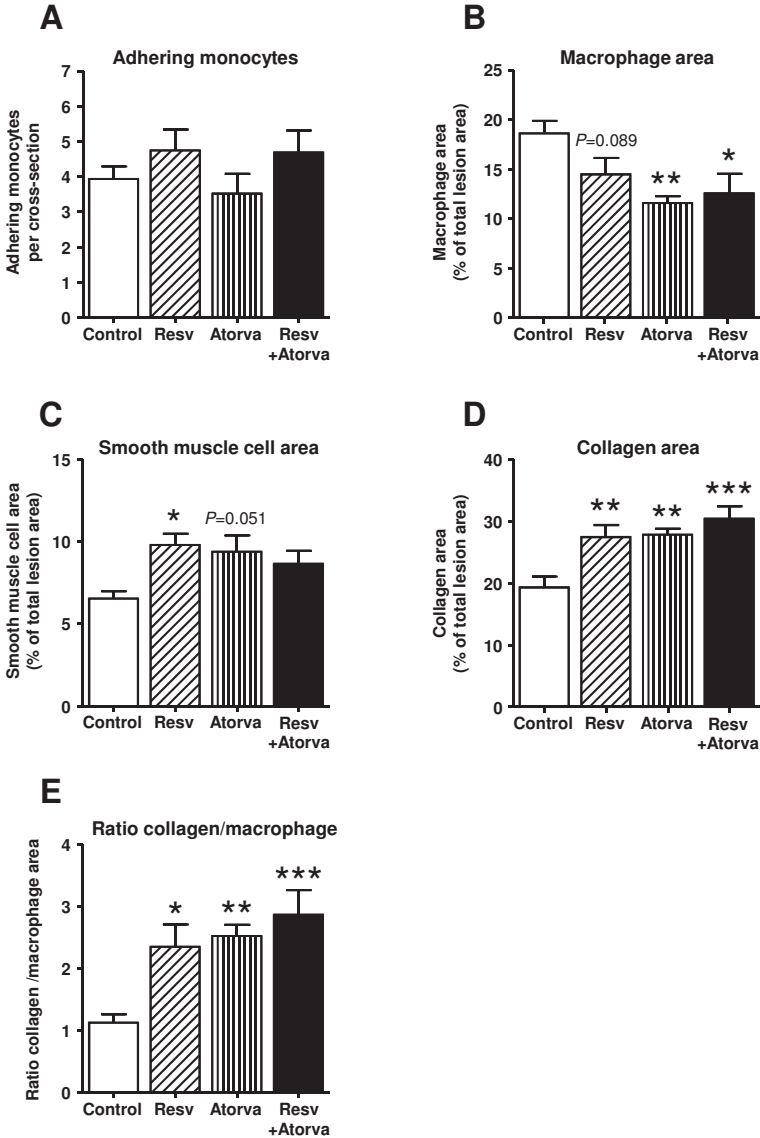 A
Adhering monocytes
Adhering monocytes
per cross-section
7
6
5
4
3
2
1
0
Control Resv Atorva Resv
+Atorva
B
Macrophage area
Macrophage area
(% of total lesion area)
25
20
15
10
5
0
P=0.089
**
*
Control Resv Atorva Resv
+Atorva
C
Smooth muscle cell area
Smooth muscle cell area
(% of total lesion area)
15
10
5
0
*
P=0.051
Control Resv Atorva Resv
+Atorva
D
Collagen area
Collagen area
(% of total lesion area)
40
30
20
10
0
**
**
***
Control Resv Atorva Resv
+Atorva
E
Ratio collagen/macrophage
Ratio collagen /macrophage area
4
3
2
1
0
*
**
***
Control Resv Atorva Resv
+Atorva